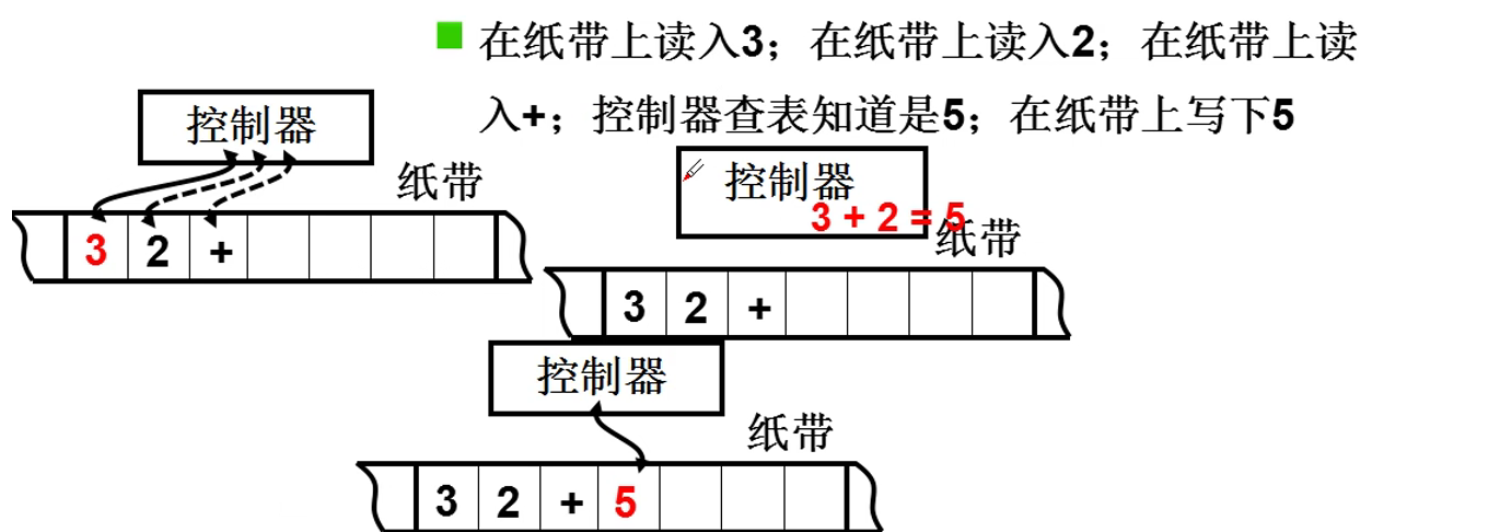 在纸带上读入3；在纸带上读入2；在纸带上读
入+；控制器查表知道是5；在纸带上写下5
控制器
纸带
3 2 +
控制器
3 + 2 = 5
纸带
3 2 +
控制器
纸带
3 2 + 5